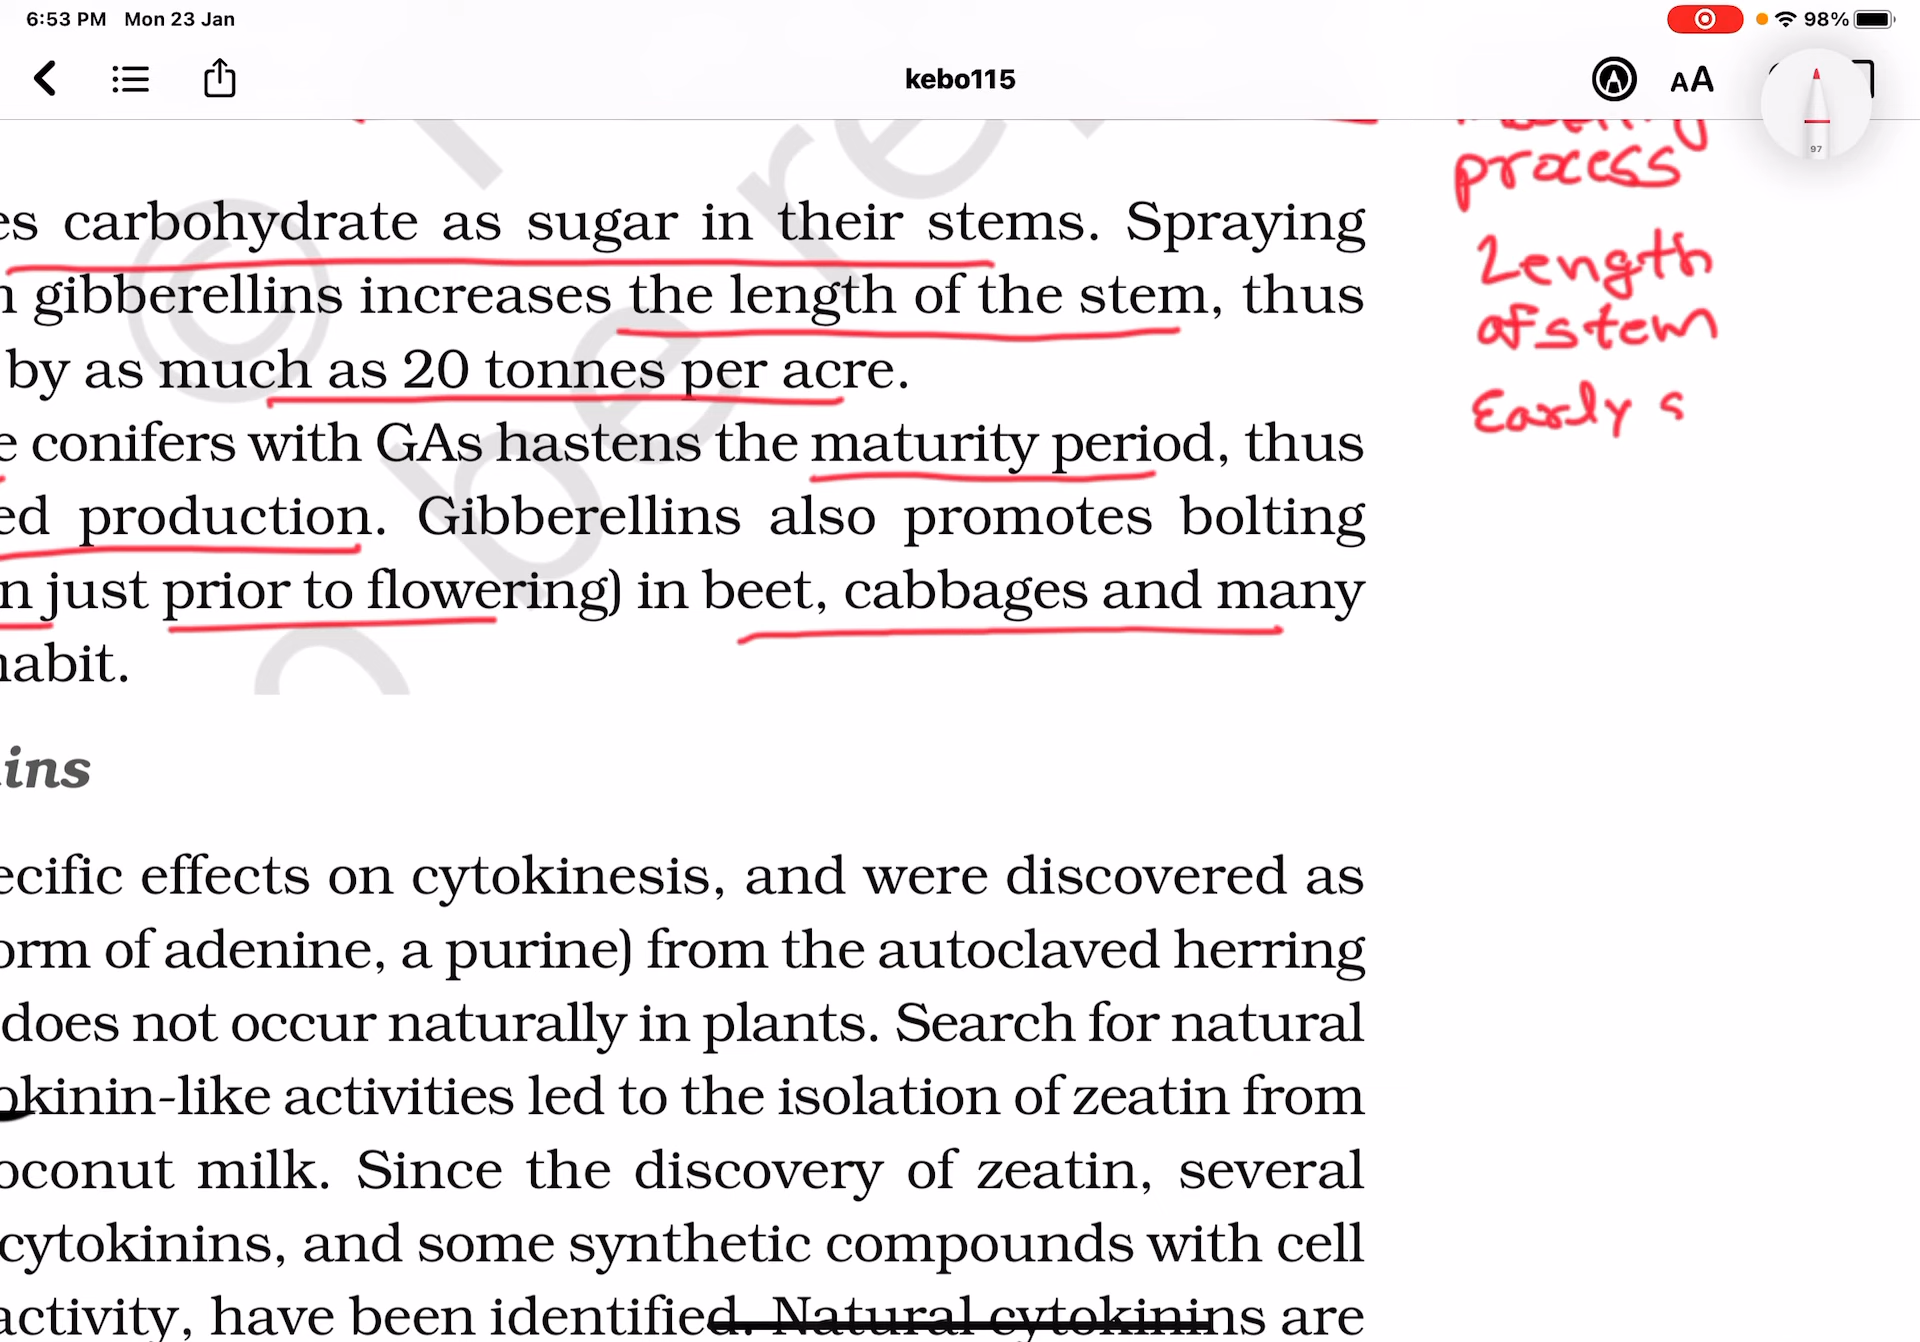 6:53 PM Mon 23 Jan
98%
kebo115
AA
97
process
es carbohydrate as sugar in their stems. Spraying
n gibberellins increases the length of the stem, thus
by as much as 20 tonnes per acre.
e conifers with GAs hastens the maturity period, thus
ed production. Gibberellins also promotes bolting
n just prior to flowering) in beet, cabbages and many
habit.
Length
of stem
Early s
ins
ecific effects on cytokinesis, and were discovered as
orm of adenine, a purine) from the autoclaved herring
does not occur naturally in plants. Search for natural
okinin-like activities led to the isolation of zeatin from
oconut milk. Since the discovery of zeatin, several
cytokinins, and some synthetic compounds with cell
activity, have been identified. Natural cytokinins are